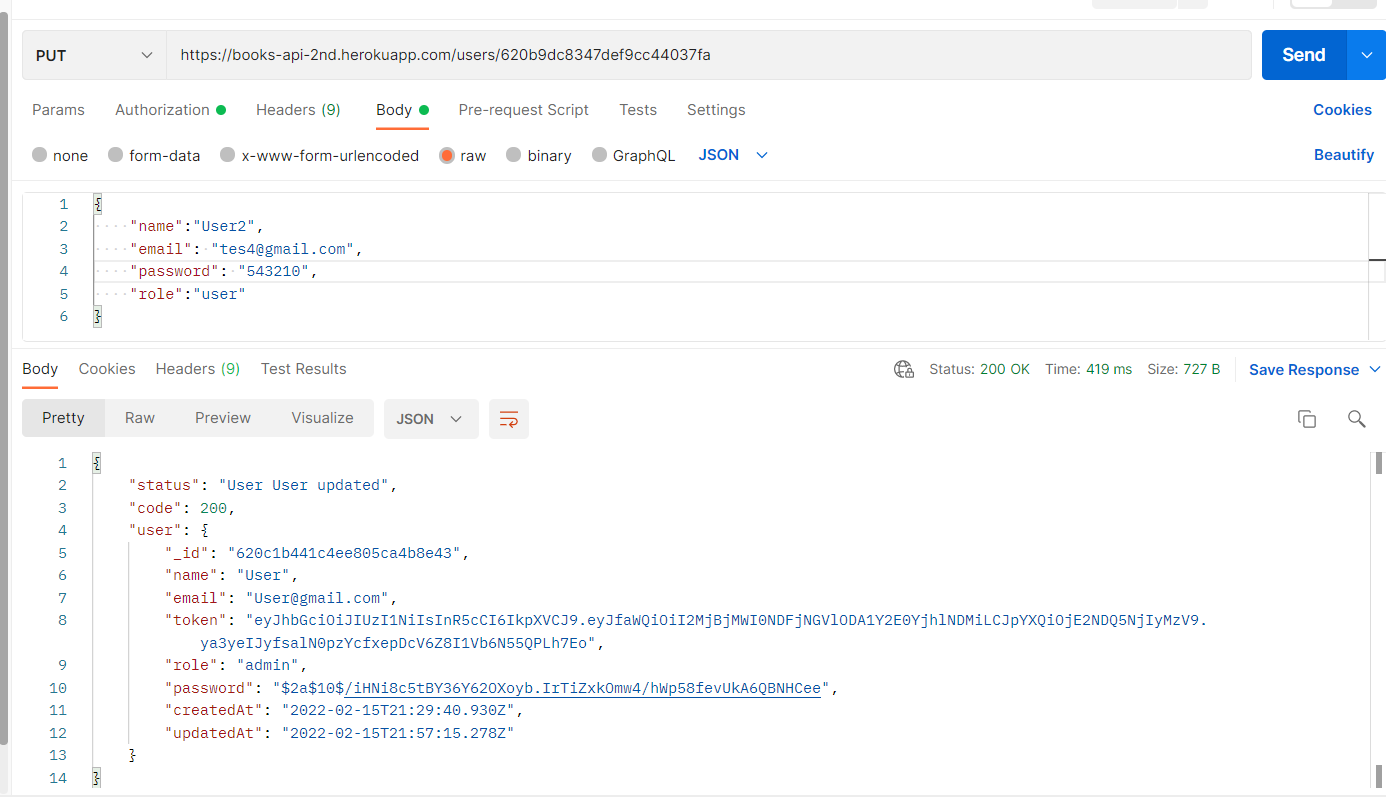 PUT https://books-api-2nd.herokuapp.com/users/620b9dc8347def9cc44037fa Send
Params Authorization Headers (9) Body Pre-request Script Tests Settings Cookies
none form-data x-www-form-urlencoded raw binary GraphQL JSON Beautify
1 {
2 "name":"User2",
3 "email": "tes4@gmail.com",
4 "password": "543210",
5 "role":"user"
6 }
Body Cookies Headers (9) Test Results Status: 200 OK Time: 419 ms Size: 727 B Save Response
Pretty Raw Preview Visualize JSON
1 {
2 "status": "User User updated",
3 "code": 200,
4 "user": {
5 "_id": "620c1b441c4ee805ca4b8e43",
6 "name": "User",
7 "email": "User@gmail.com",
8 "token": "eyJhbGciOiJIUzI1NiIsInR5cCI6IkpXVCJ9.eyJfaWQiOiI2MjBjMWI0NDFjNGVlODA1Y2E0YjhlNDMiLCJpYXQiOjE2NDQ5NjIyMzV9.
ya3yeIJyfsalN0pzYcfxepDcV6Z8I1Vb6N55QPLh7Eo",
9 "role": "admin",
10 "password": "$2a$10$/iHNi8c5tBY36Y62OXoyb.IrTiZxkOmw4/hWp58fevUkA6QBNHCee",
11 "createdAt": "2022-02-15T21:29:40.930Z",
12 "updatedAt": "2022-02-15T21:57:15.278Z"
13 }
14 }